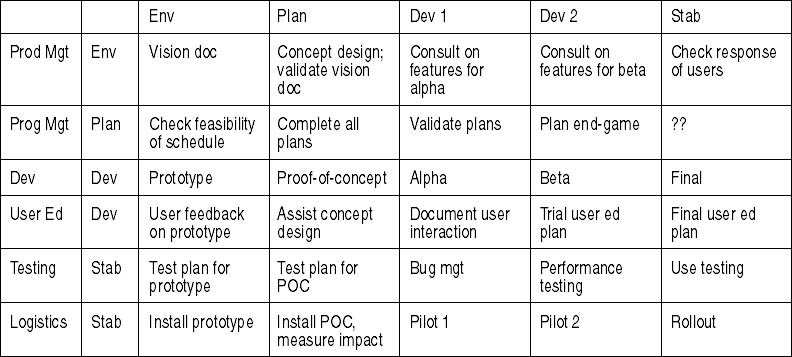 Env Plan Dev 1 Dev 2 Stab
Prod Mgt Env Vision doc Concept design; Consult on Consult on Check response
validate vision features for features for beta of users
doc alpha
Prog Mgt Plan Check feasibility Complete all Validate plans Plan end-game ??
of schedule plans
Dev Dev Prototype Proof-of-concept Alpha Beta Final
User Ed Dev User feedback Assist concept Document user Trial user ed Final user ed
on prototype design interaction plan plan
Testing Stab Test plan for Test plan for Bug mgt Performance Use testing
prototype POC testing
Logistics Stab Install prototype Install POC, Pilot 1 Pilot 2 Rollout
measure impact